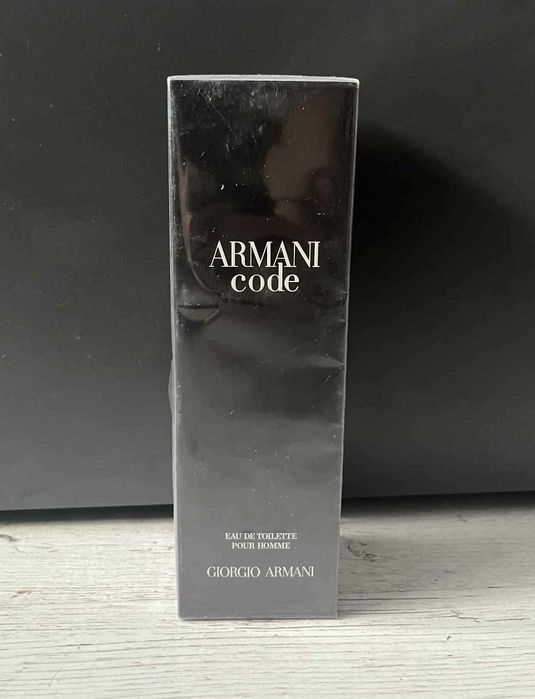 ARMANI
code
EAU DE TOILETTE
POUR HOMME
GIORGIO ARMANI